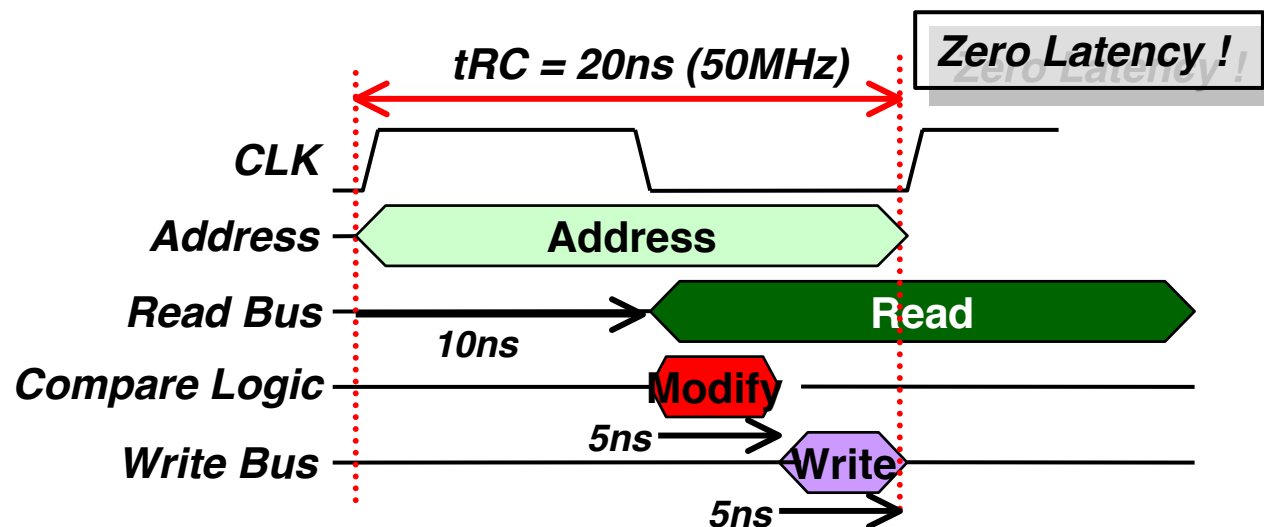 Zero Latency !
tRC = 20ns (50MHz)
CLK
Address
Address
Read Bus
Read
10ns
Compare Logic
Modify
5ns
Write Bus
Write
5ns